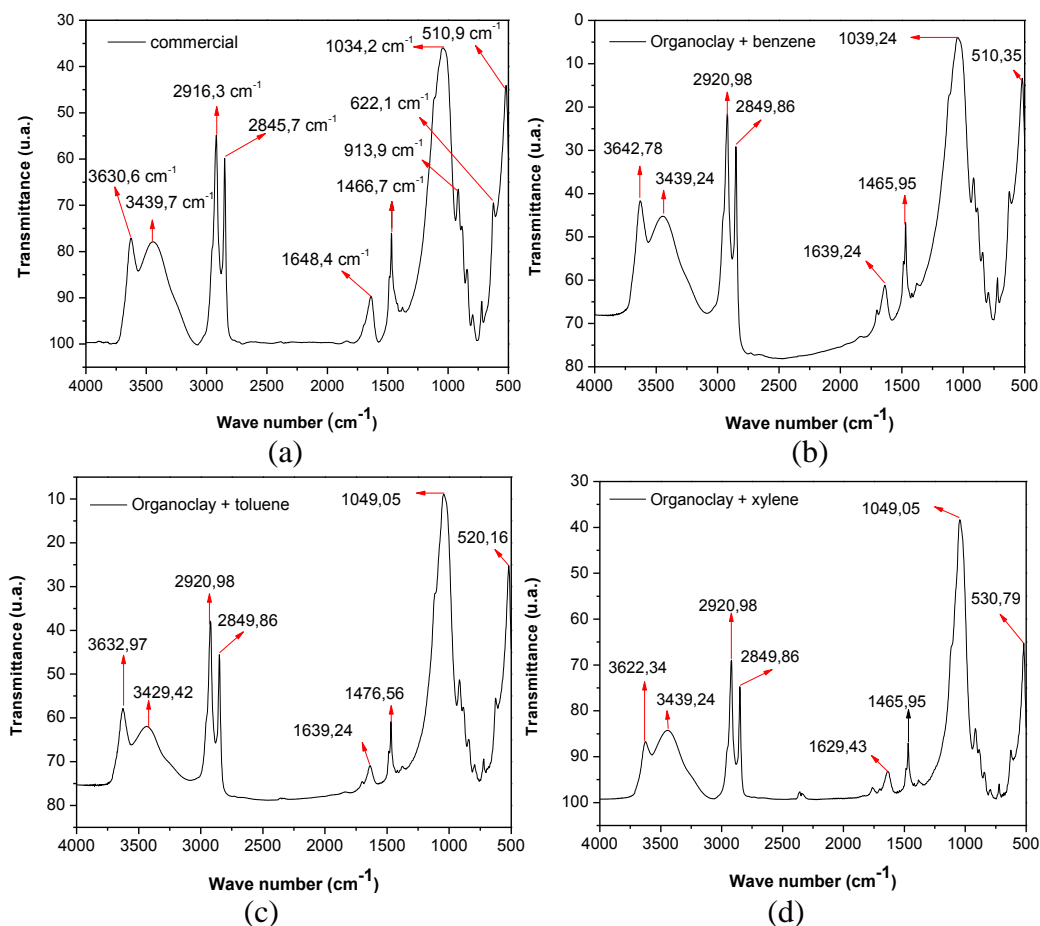 commercial
1034,2 cm⁻¹
510,9 cm⁻¹
2916,3 cm⁻¹
2845,7 cm⁻¹
622,1 cm⁻¹
913,9 cm⁻¹
3630,6 cm⁻¹
1466,7 cm⁻¹
3439,7 cm⁻¹
1648,4 cm⁻¹
Transmittance (u.a.)
30
40
50
60
70
80
90
100
4000 3500 3000 2500 2000 1500 1000 500
Wave number (cm⁻¹)
(a)
Organoclay + benzene
1039,24
510,35
2920,98
2849,86
3642,78
3439,24
1465,95
1639,24
Transmittance (u.a.)
0
10
20
30
40
50
60
70
80
4000 3500 3000 2500 2000 1500 1000 500
Wave number (cm⁻¹)
(b)
Organoclay + toluene
1049,05
520,16
2920,98
2849,86
3632,97
3429,42
1476,56
1639,24
Transmittance (u.a.)
10
20
30
40
50
60
70
80
4000 3500 3000 2500 2000 1500 1000 500
Wave number (cm⁻¹)
(c)
Organoclay + xylene
1049,05
530,79
2920,98
2849,86
3622,34
3439,24
1465,95
1629,43
Transmittance (u.a.)
30
40
50
60
70
80
90
100
4000 3500 3000 2500 2000 1500 1000 500
Wave number (cm⁻¹)
(d)